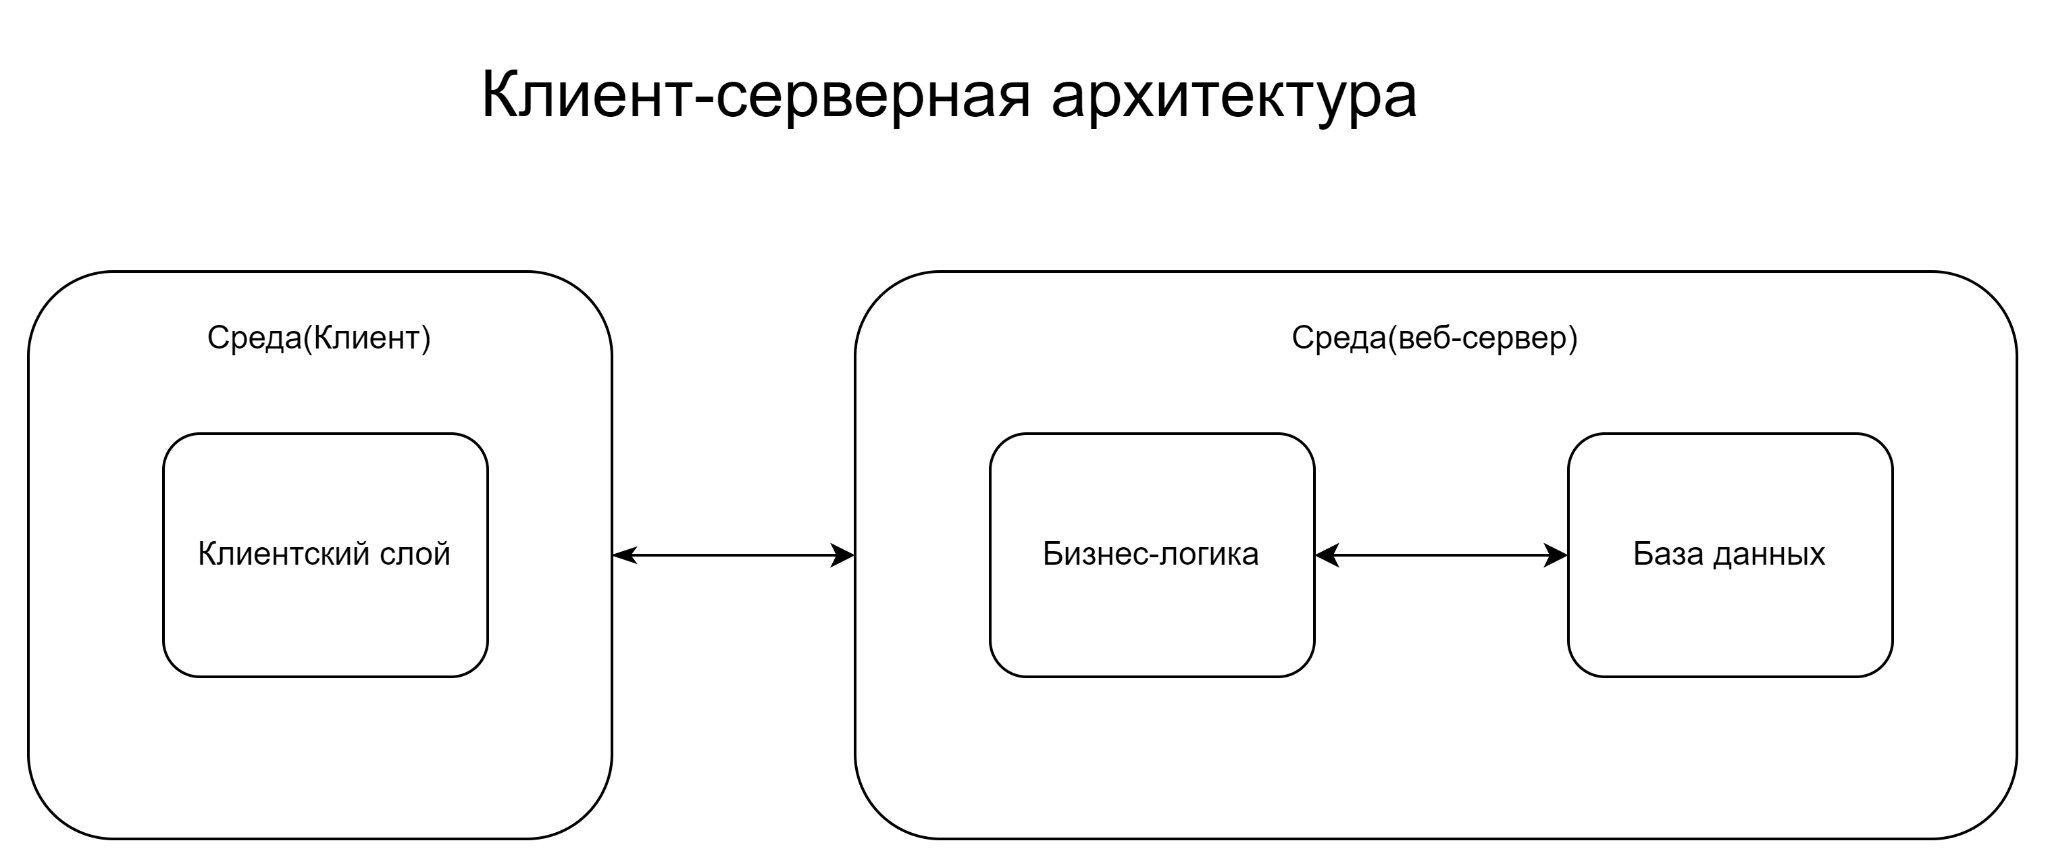 Клиент-серверная архитектура
Среда(Клиент)
Среда(веб-сервер)
Клиентский слой
Бизнес-логика
База данных